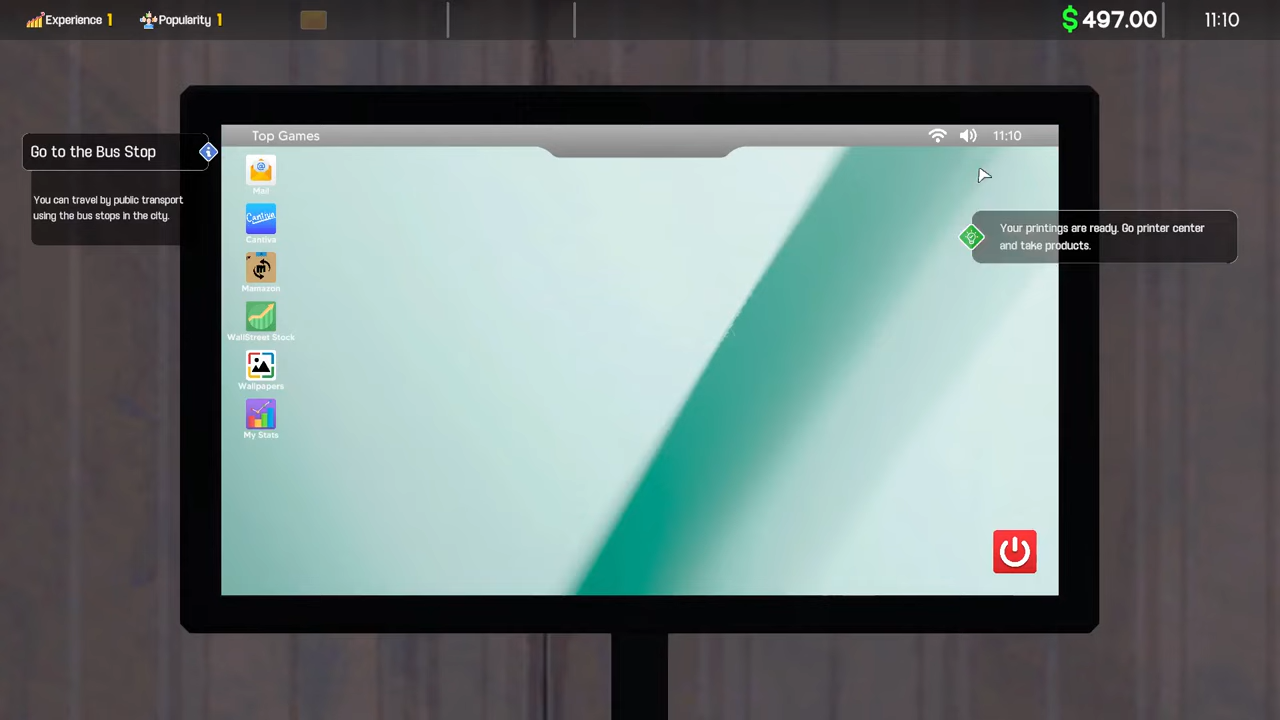 Experience 1
Popularity 1
$ 497.00
11:10
Top Games
11:10
Go to the Bus Stop
You can travel by public transport
using the bus stops in the city.
Mail
Cantiva
Cantiva
Mamazon
WallStreet Stock
Wallpapers
My Stats
Your printings are ready. Go printer center
and take products.